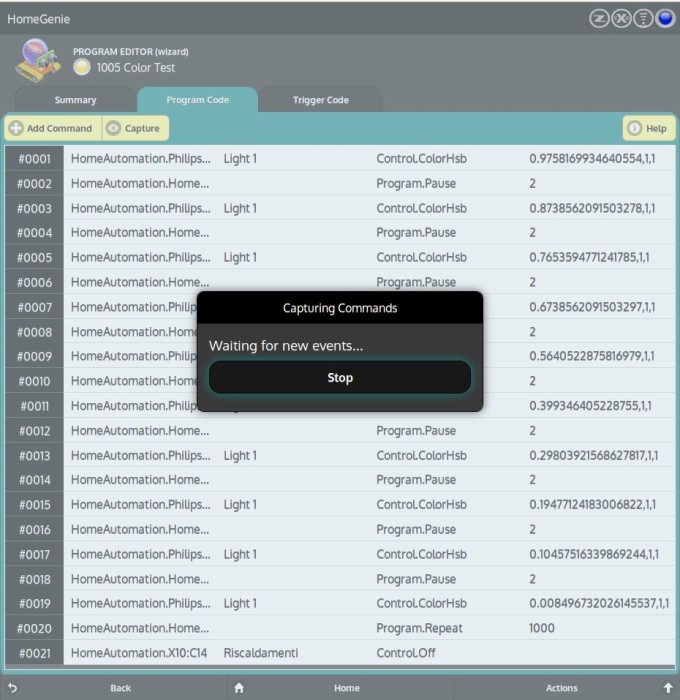 HomeGenie
PROGRAM EDITOR (wizard)
1005 Color Test
Summary Program Code Trigger Code
Add Command Capture Help
#0001 HomeAutomation.Philips... Light 1 Control.ColorHsb 0.9758169934640554,1,1
#0002 HomeAutomation.Home... Program.Pause 2
#0003 HomeAutomation.Philips... Light 1 Control.ColorHsb 0.8738562091503278,1,1
#0004 HomeAutomation.Home... Program.Pause 2
#0005 HomeAutomation.Philips... Light 1 Control.ColorHsb 0.7653594771241785,1,1
#0006 HomeAutomation.Home... Program.Pause 2
#0007 HomeAutomation.Philip 0.6738562091503297,1,1
#0008 HomeAutomation.Home 2
#0009 HomeAutomation.Philip 0.5640522875816979,1,1
#0010 HomeAutomation.Home 2
#0011 HomeAutomation.Philip 0.399346405228755,1,1
Capturing Commands
Waiting for new events...
Stop
#0012 HomeAutomation.Home... Program.Pause 2
#0013 HomeAutomation.Philips... Light 1 Control.ColorHsb 0.29803921568627817,1,1
#0014 HomeAutomation.Home... Program.Pause 2
#0015 HomeAutomation.Philips... Light 1 Control.ColorHsb 0.19477124183006822,1,1
#0016 HomeAutomation.Home... Program.Pause 2
#0017 HomeAutomation.Philips... Light 1 Control.ColorHsb 0.10457516339869244,1,1
#0018 HomeAutomation.Home... Program.Pause 2
#0019 HomeAutomation.Philips... Light 1 Control.ColorHsb 0.008496732026145537,1,1
#0020 HomeAutomation.Home... Program.Repeat 1000
#0021 HomeAutomation.X10:C14 Riscaldamenti Control.Off
Back Home Actions